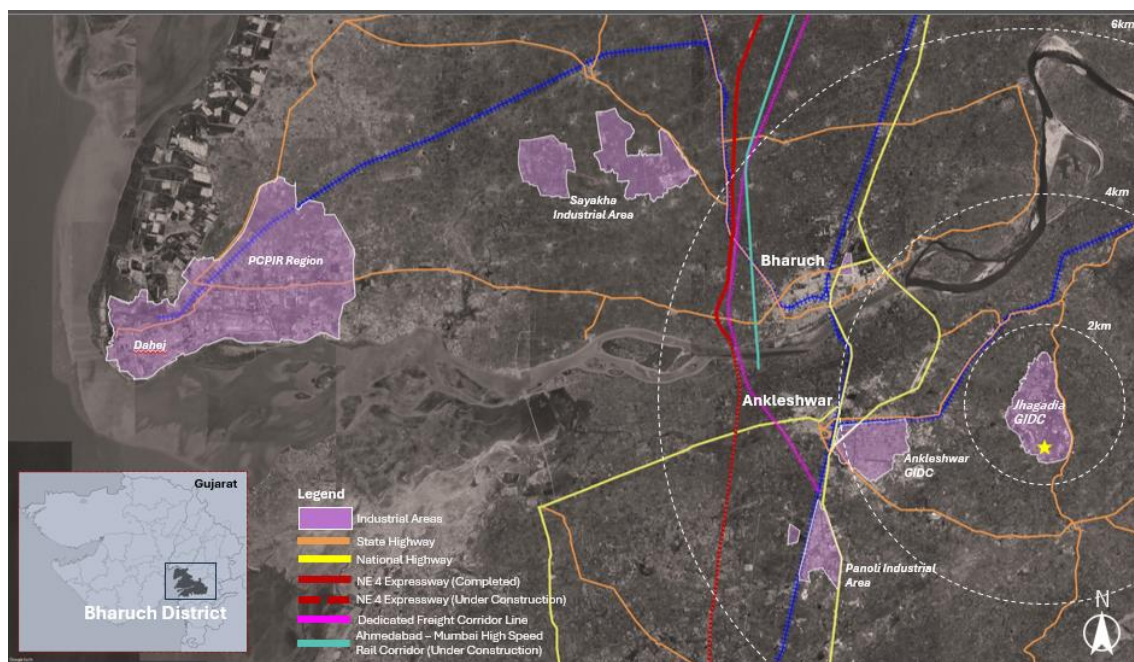 6km
4km
2km
Sayakha
Industrial Area
PCPIR Region
Bharuch
Dahej
Ankleshwar
Jhagadia
GIDC
Ankleshwar
GIDC
Panoli Industrial
Area
Gujarat
Bharuch District
Legend
Industrial Areas
State Highway
National Highway
NE 4 Expressway (Completed)
NE 4 Expressway (Under Construction)
Dedicated Freight Corridor Line
Ahmedabad – Mumbai High Speed
Rail Corridor (Under Construction)
N